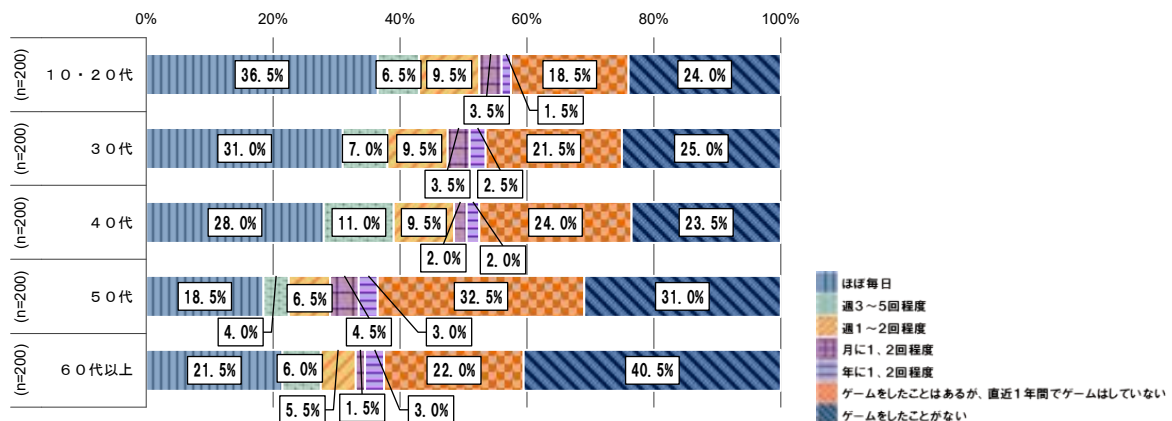 0% 20% 40% 60% 80% 100%
(n=200) 10・20代 36.5% 6.5% 9.5% 18.5% 24.0%
3.5% 1.5%
(n=200) 30代 31.0% 7.0% 9.5% 21.5% 25.0%
3.5% 2.5%
(n=200) 40代 28.0% 11.0% 9.5% 24.0% 23.5%
2.0% 2.0%
(n=200) 50代 18.5% 6.5% 32.5% 31.0%
4.0% 4.5% 3.0%
(n=200) 60代以上 21.5% 6.0% 22.0% 40.5%
5.5% 1.5% 3.0%
ほぼ毎日
週3～5回程度
週1～2回程度
月に1、2回程度
年に1、2回程度
ゲームをしたことはあるが、直近1年間でゲームはしていない
ゲームをしたことがない